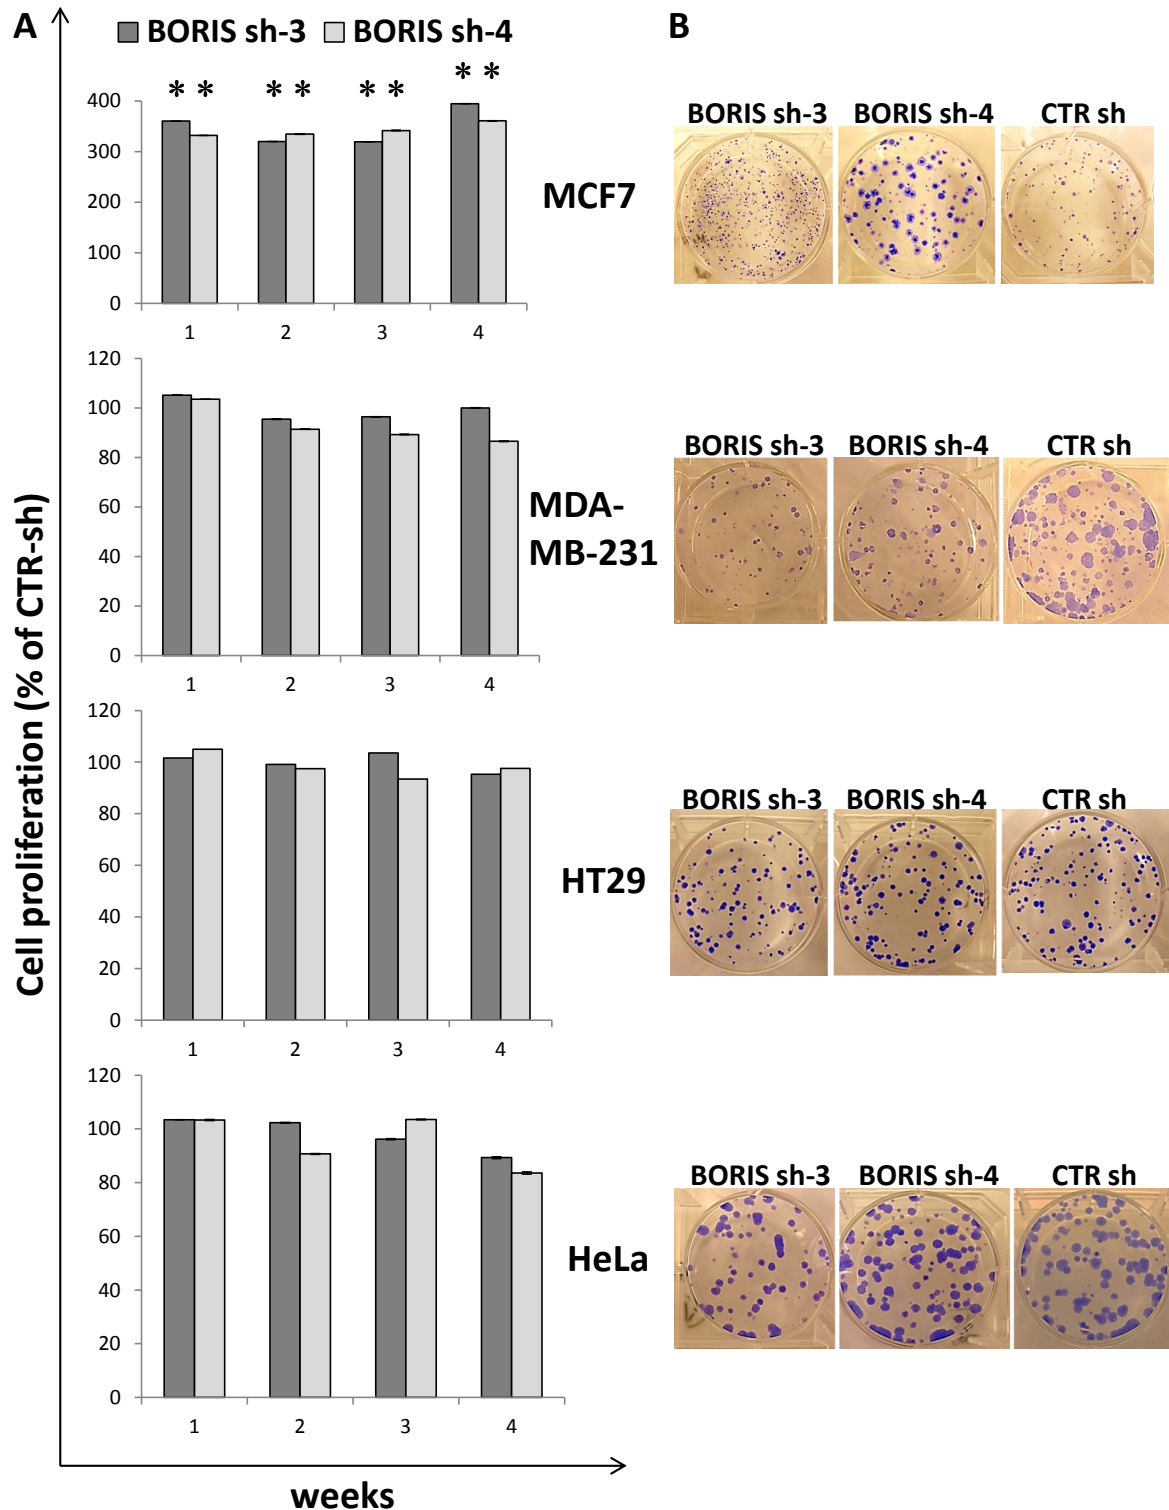 A
BORIS sh-3 BORIS sh-4
* * * * * * * *
400
300
200
100
0
1 2 3 4
MCF7
120
100
80
60
40
20
0
1 2 3 4
MDA-
MB-231
120
100
80
60
40
20
0
1 2 3 4
HT29
120
100
80
60
40
20
0
1 2 3 4
HeLa
Cell proliferation (% of CTR-sh)
weeks
B
BORIS sh-3 BORIS sh-4 CTR sh
BORIS sh-3 BORIS sh-4 CTR sh
BORIS sh-3 BORIS sh-4 CTR sh
BORIS sh-3 BORIS sh-4 CTR sh